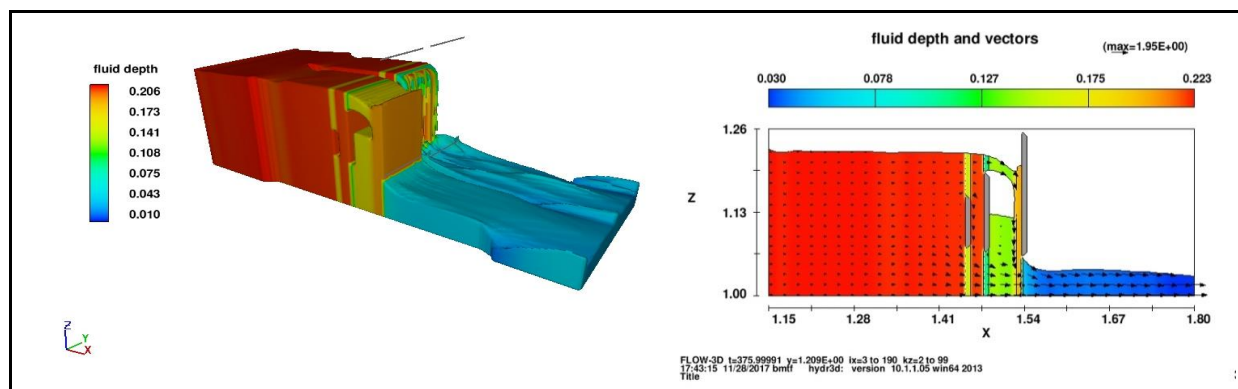 fluid depth
0.206
0.173
0.141
0.108
0.075
0.043
0.010
Z
Y
X
fluid depth and vectors
(max=1.95E+00)
0.030 0.078 0.127 0.175 0.223
1.26
Z
1.13
1.00
1.15 1.28 1.41 1.54 1.67 1.80
X
FLOW-3D t=375.99991 y=1.209E+00 ix=3 to 190 kz=2 to 99
17:43:15 11/28/2017 bmtf hydr3d: version 10.1.1.05 win64 2013
Title